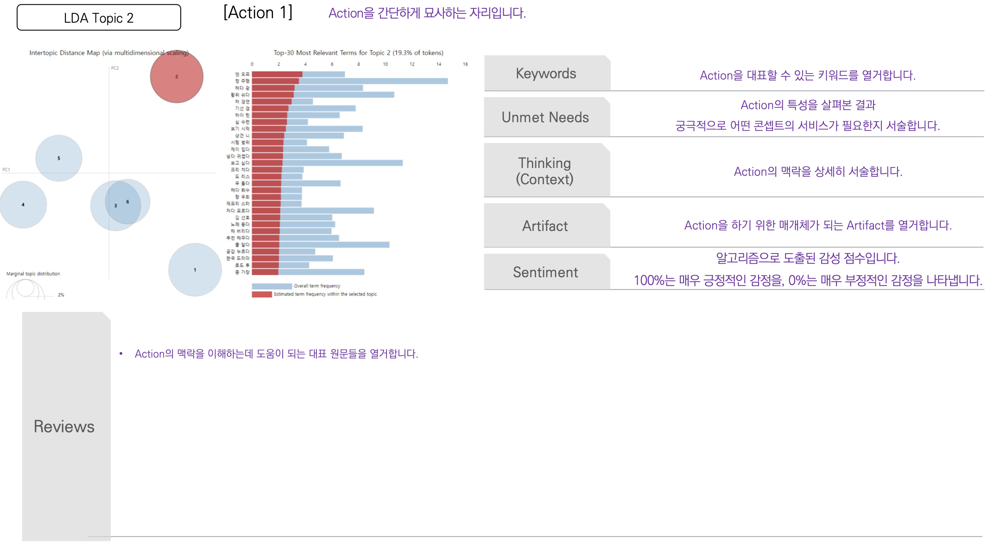 LDA Topic 2
[Action 1]
Action을 간단하게 묘사하는 자리입니다.
Intertopic Distance Map (via multidimensional scaling)
PC2
PC1
2
5
4
3
6
1
Marginal topic distribution
2%
Top-30 Most Relevant Terms for Topic 2 (19.3% of tokens)
0 2 4 6 8 10 12 14 16
앤 오프
정 주행
허다 광
황위 쉬다
차 경연
기선 겸
하이 틴
심 수련
보기 시작
상견 니
시험 범위
제이 밉다
넘다 귀엽다
보고 싶다
크리 치다
도 리스
무 톨다
허다 휘수
향 우회
제프리 스타
차다 모르다
김 선호
노래 듣다
해 버리다
추천 해주다
줄 알다
공감 누르다
한국 드라마
로드 투
중 가장
Overall term frequency
Estimated term frequency within the selected topic
Keywords
Action을 대표할 수 있는 키워드를 열거합니다.
Unmet Needs
Action의 특성을 살펴본 결과
궁극적으로 어떤 콘셉트의 서비스가 필요한지 서술합니다.
Thinking
(Context)
Action의 맥락을 상세히 서술합니다.
Artifact
Action을 하기 위한 매개체가 되는 Artifact를 열거합니다.
Sentiment
알고리즘으로 도출된 감성 점수입니다.
100%는 매우 긍정적인 감정을, 0%는 매우 부정적인 감정을 나타냅니다.
Reviews
• Action의 맥락을 이해하는데 도움이 되는 대표 원문들을 열거합니다.